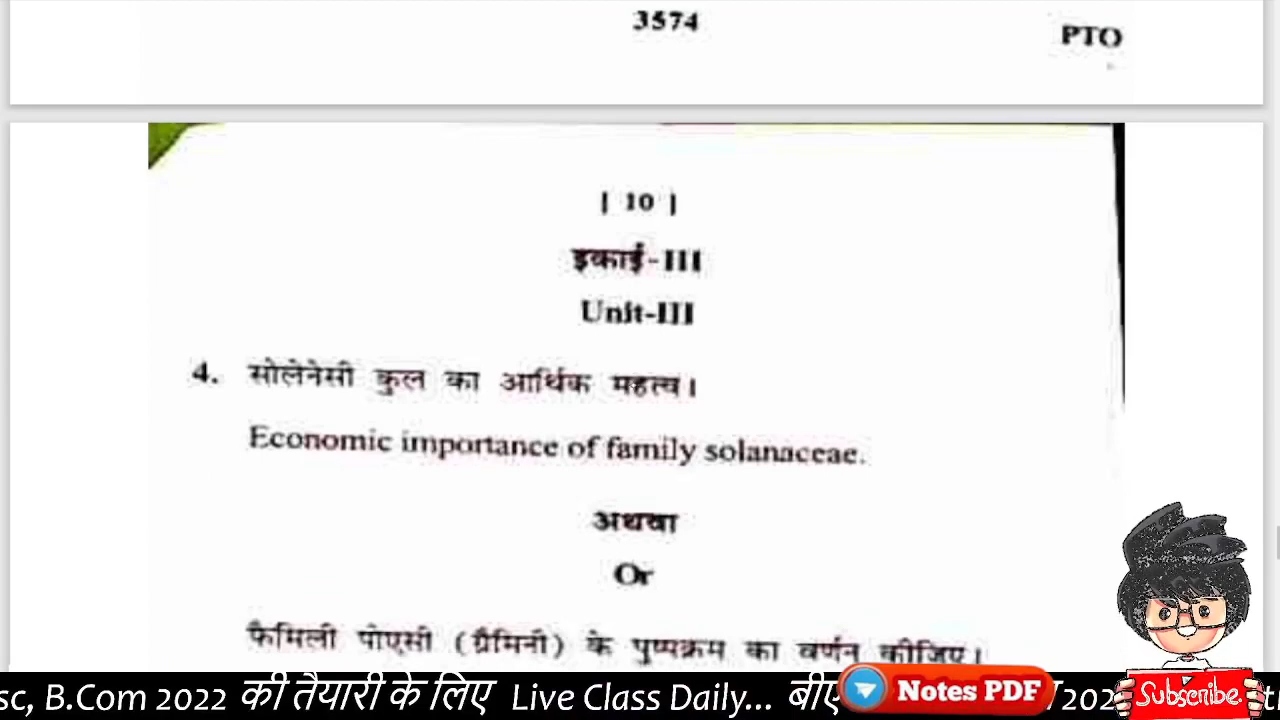 3574
PTO
[ 10 ]
इकाई-III
Unit-III
4. सोलेनेसी कुल का आर्थिक महत्व।
Economic importance of family solanaceae.
अथवा
Or
फैमिली पोएसी (ग्रैमिनी) के पुष्पक्रम का वर्णन कीजिए।
sc, B.Com 2022 की तैयारी के लिए Live Class Daily... बीए
Notes PDF
202
Subscribe